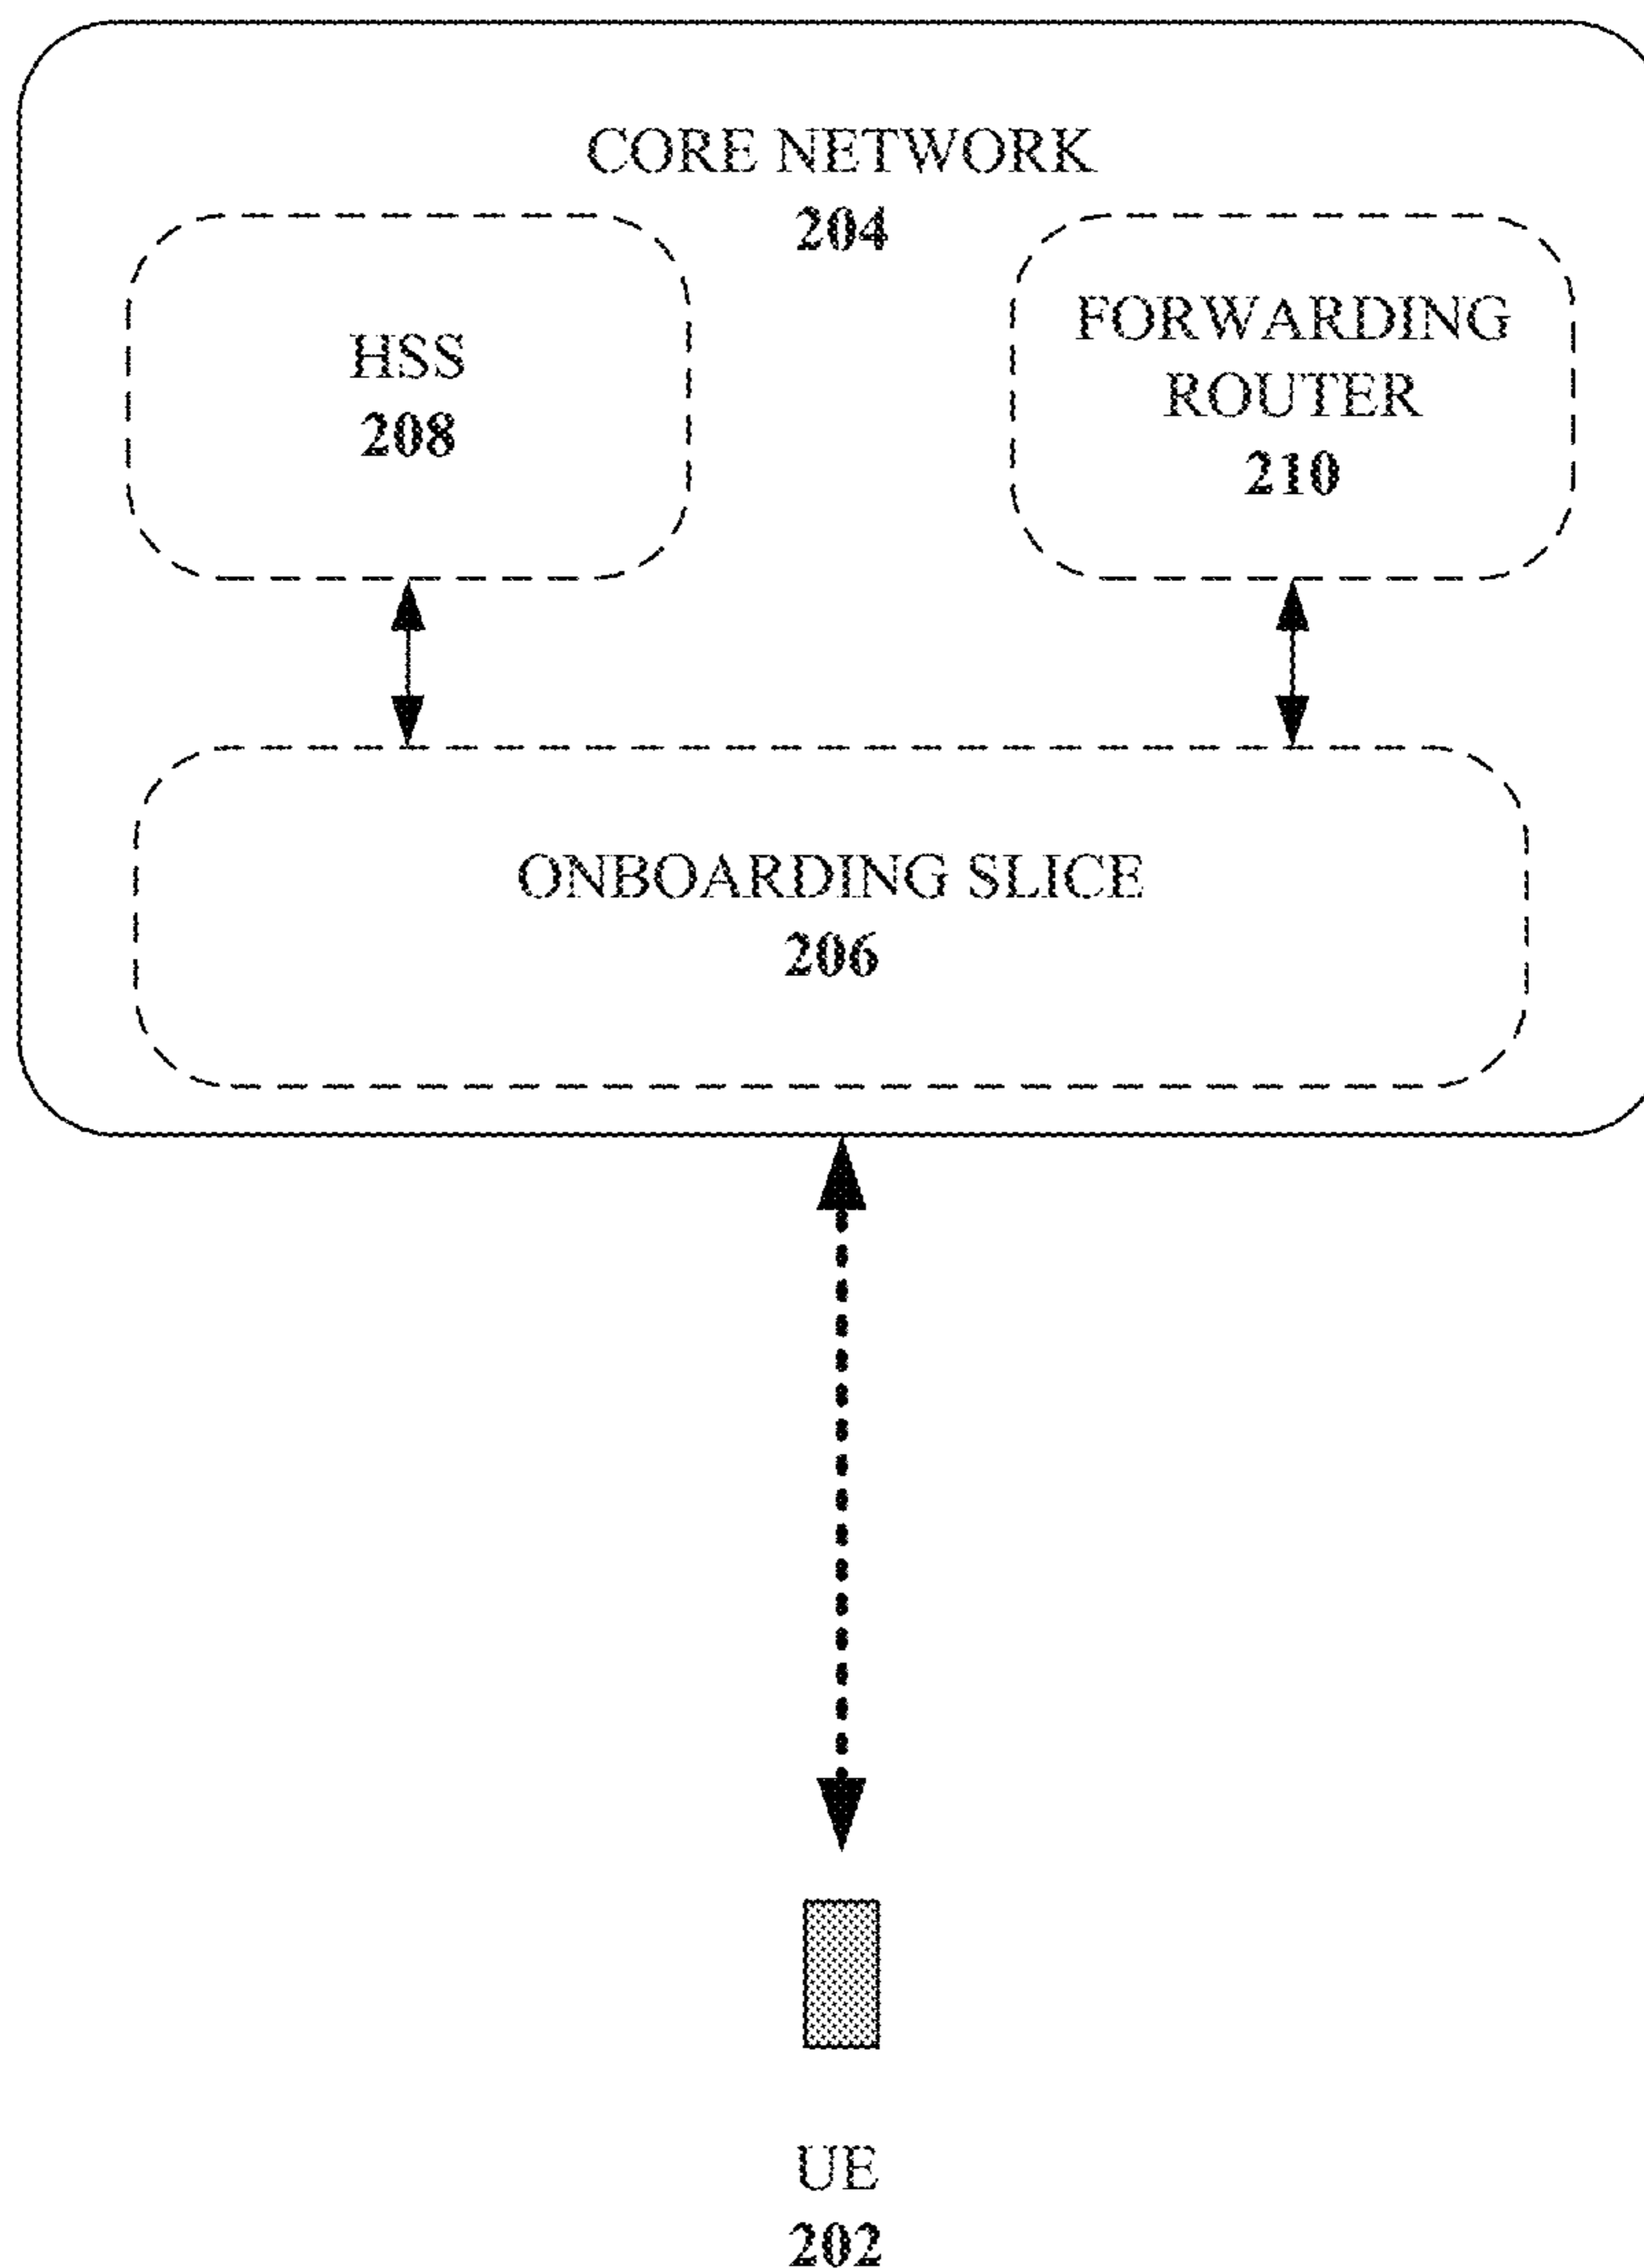 CORE NETWORK
204
HSS
208
FORWARDING
ROUTER
210
ONBOARDING SLICE
206
UE
202